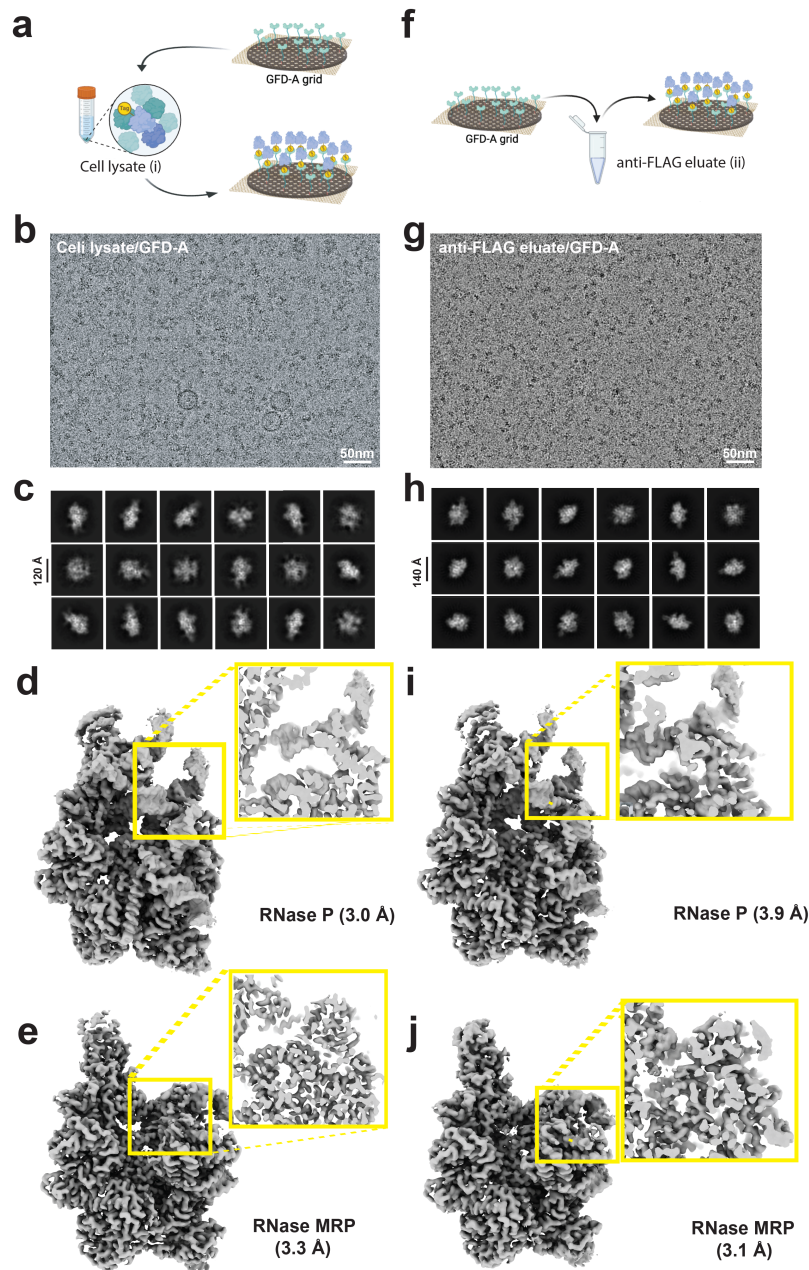 a
GFD-A grid
Tag
Cell lysate (i)
b
Cell lysate/GFD-A
50nm
c
120 Å
d
RNase P (3.0 Å)
e
RNase MRP
(3.3 Å)
f
GFD-A grid
anti-FLAG eluate (ii)
g
anti-FLAG eluate/GFD-A
50nm
h
140 Å
i
RNase P (3.9 Å)
j
RNase MRP
(3.1 Å)